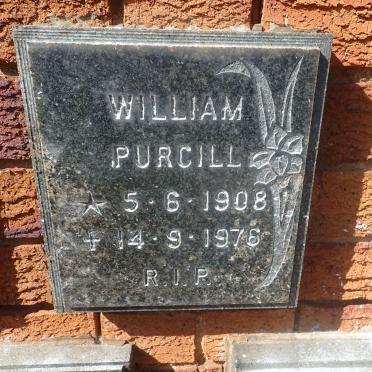 WILLIAM
PURCILL
☆ 5·6·1908
✝ 14·9·1976
R.I.P.